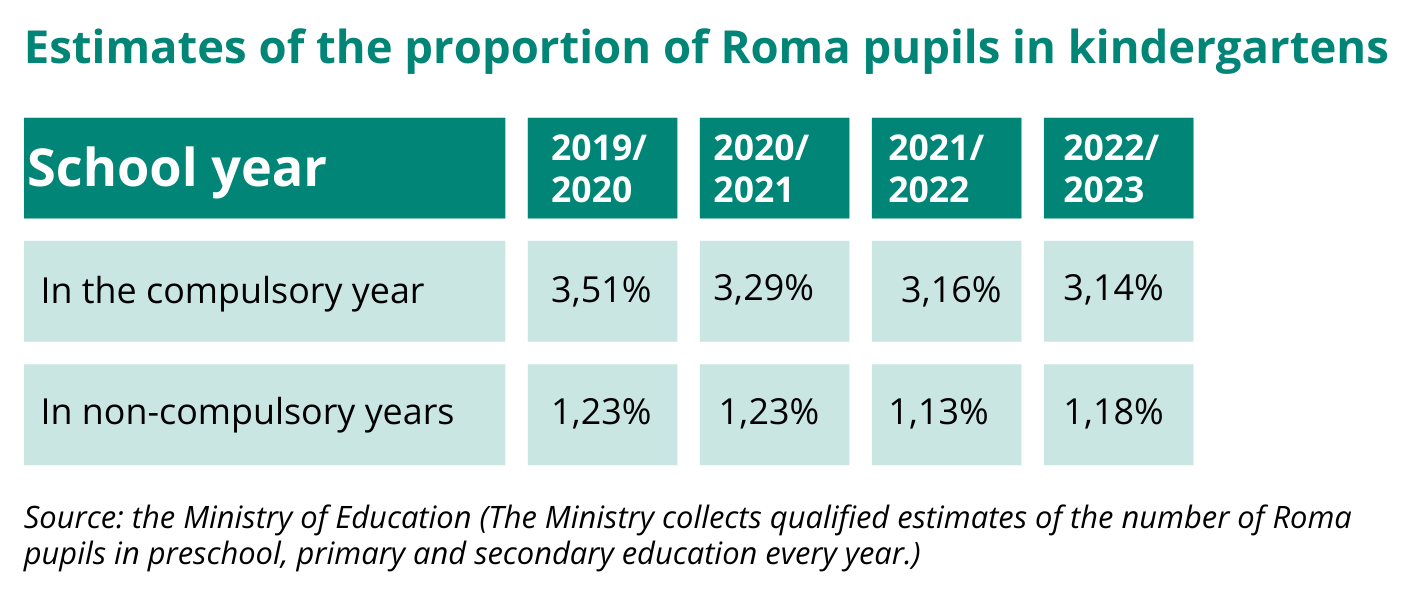 Estimates of the proportion of Roma pupils in kindergartens
School year 2019/ 2020/ 2021/ 2022/
2020 2021 2022 2023
In the compulsory year 3,51% 3,29% 3,16% 3,14%
In non-compulsory years 1,23% 1,23% 1,13% 1,18%
Source: the Ministry of Education (The Ministry collects qualified estimates of the number of Roma
pupils in preschool, primary and secondary education every year.)